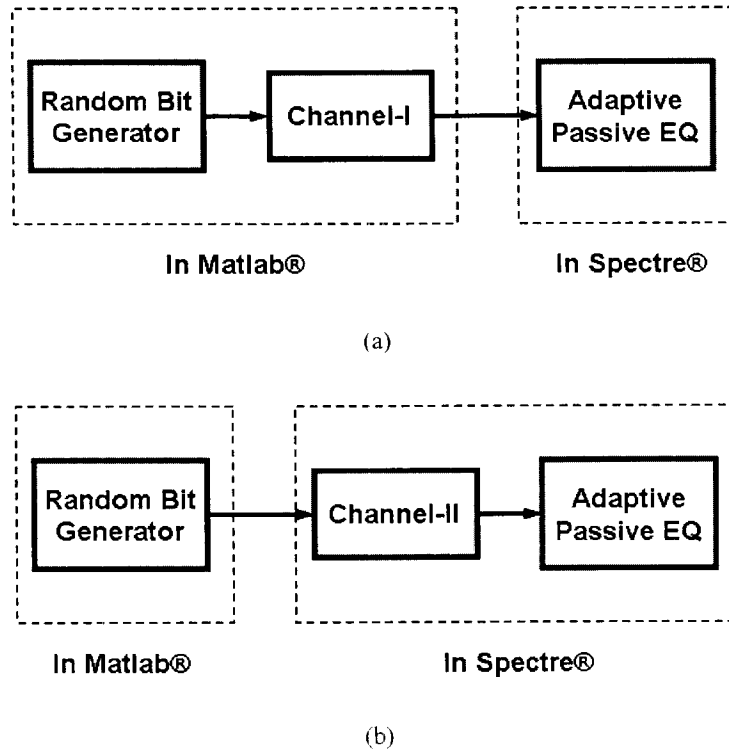 Random Bit
Generator
Channel-I
Adaptive
Passive EQ
In Matlab®
In Spectre®
(a)
Random Bit
Generator
Channel-II
Adaptive
Passive EQ
In Matlab®
In Spectre®
(b)